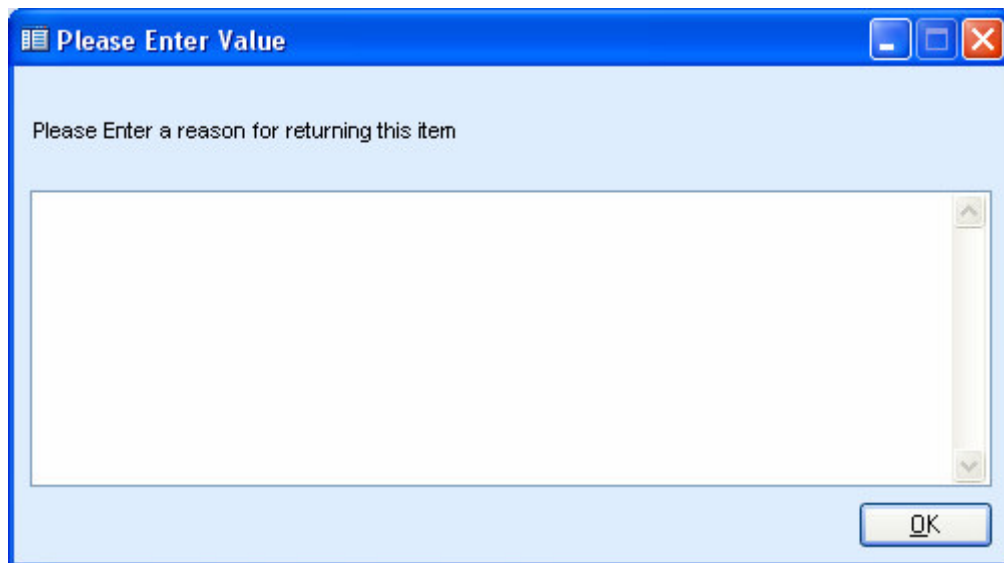 Please Enter Value
Please Enter a reason for returning this item
OK